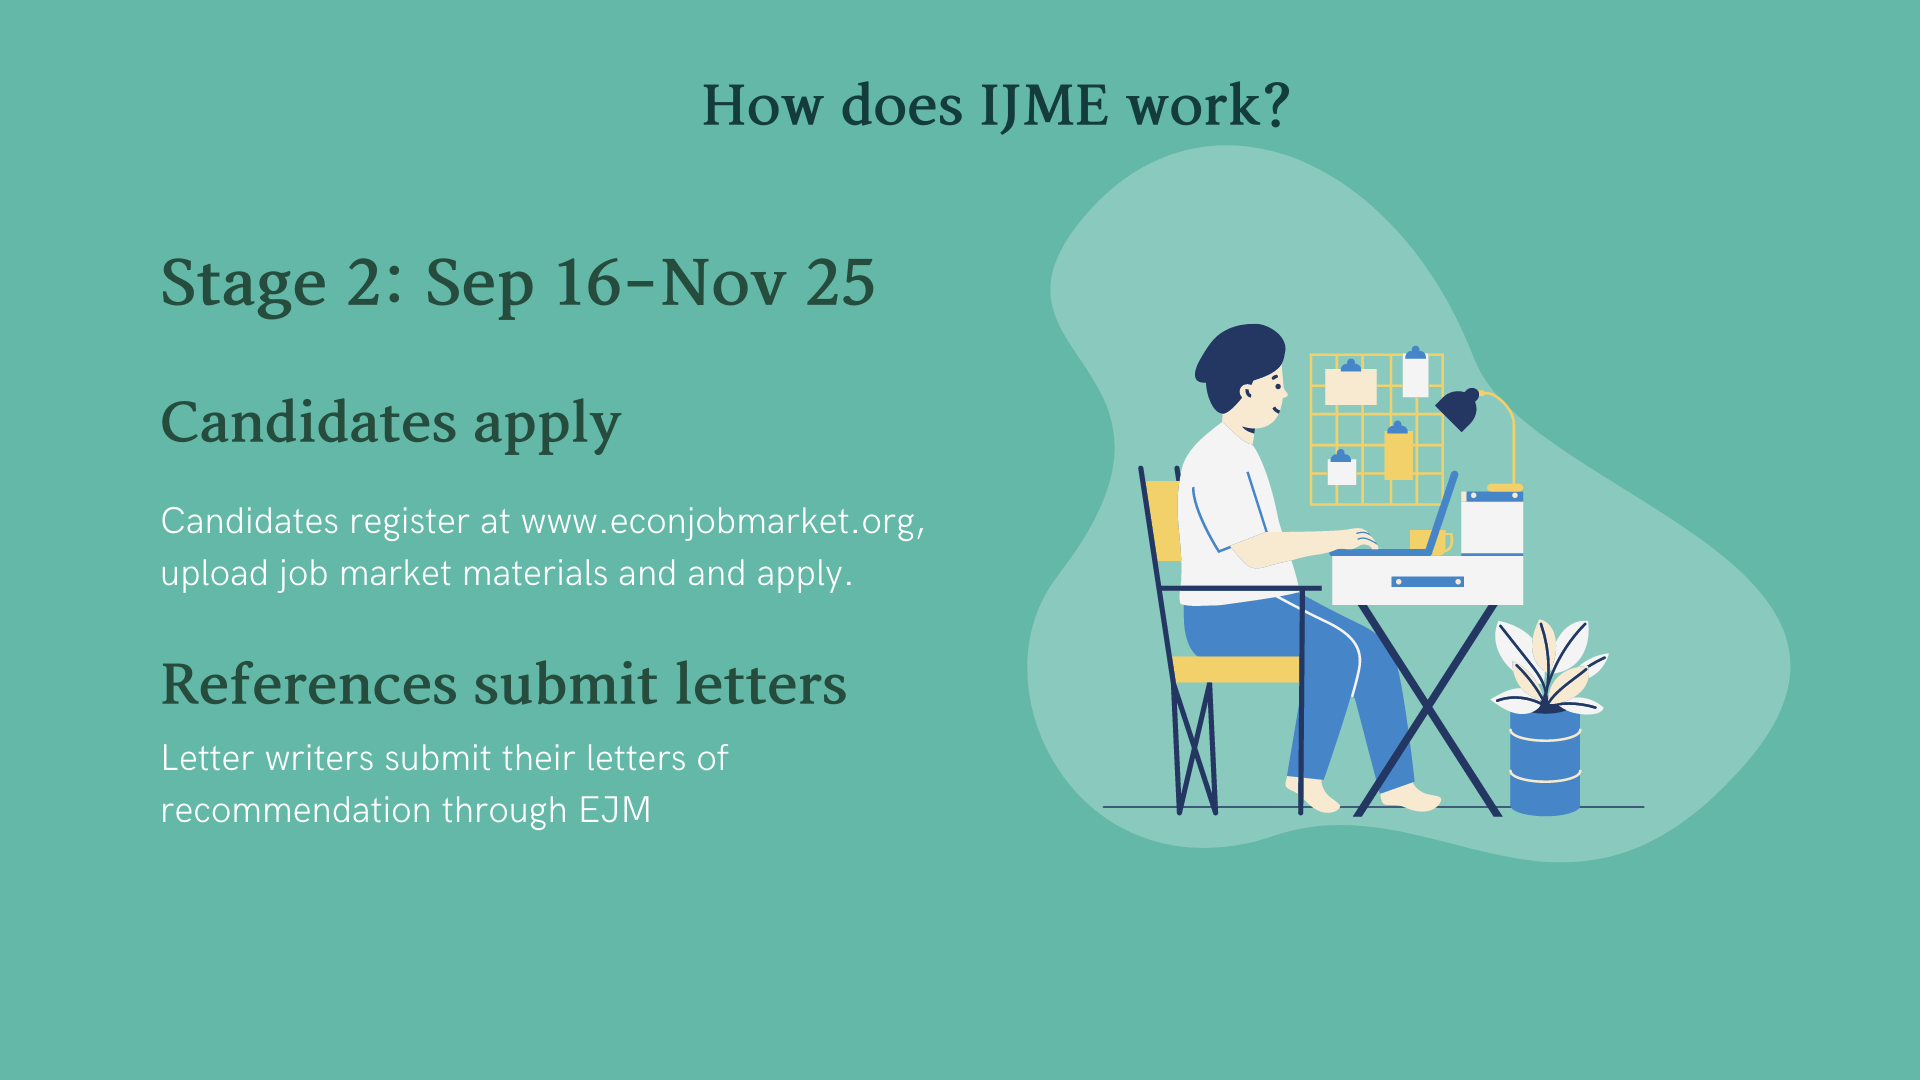 How does IJME work?
Stage 2: Sep 16-Nov 25
Candidates apply
Candidates register at www.econjobmarket.org,
upload job market materials and and apply.
References submit letters
Letter writers submit their letters of
recommendation through EJM